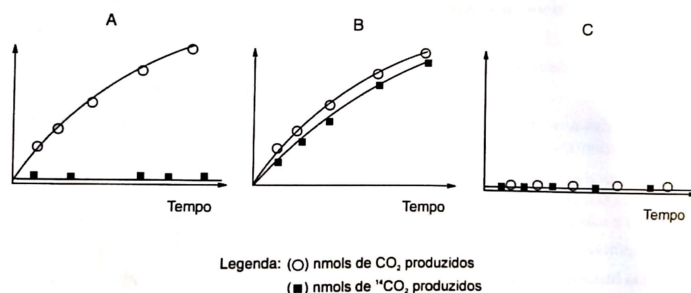 A
B
C
Tempo
Tempo
Tempo
Legenda: (○) nmols de CO₂ produzidos
(■) nmols de ¹⁴CO₂ produzidos